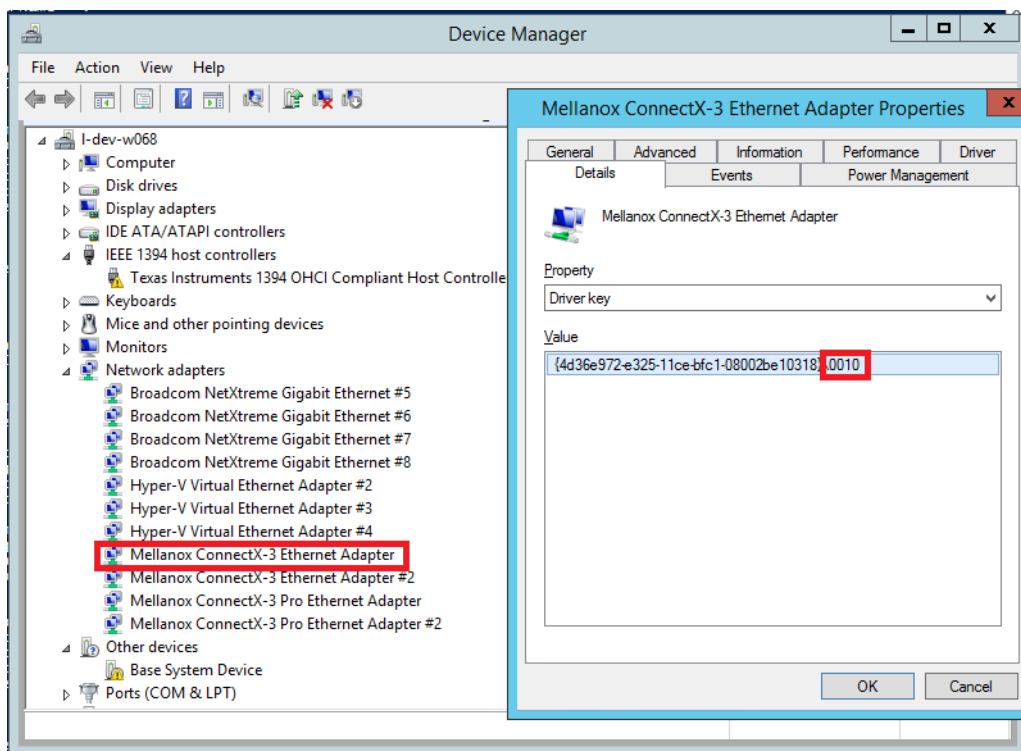 Device Manager
File Action View Help
l-dev-w068
Computer
Disk drives
Display adapters
IDE ATA/ATAPI controllers
IEEE 1394 host controllers
Texas Instruments 1394 OHCI Compliant Host Controlle
Keyboards
Mice and other pointing devices
Monitors
Network adapters
Broadcom NetXtreme Gigabit Ethernet #5
Broadcom NetXtreme Gigabit Ethernet #6
Broadcom NetXtreme Gigabit Ethernet #7
Broadcom NetXtreme Gigabit Ethernet #8
Hyper-V Virtual Ethernet Adapter #2
Hyper-V Virtual Ethernet Adapter #3
Hyper-V Virtual Ethernet Adapter #4
Mellanox ConnectX-3 Ethernet Adapter
Mellanox ConnectX-3 Ethernet Adapter #2
Mellanox ConnectX-3 Pro Ethernet Adapter
Mellanox ConnectX-3 Pro Ethernet Adapter #2
Other devices
Base System Device
Ports (COM & LPT)
Mellanox ConnectX-3 Ethernet Adapter Properties
General Advanced Information Performance Driver
Details Events Power Management
Mellanox ConnectX-3 Ethernet Adapter
Property
Driver key
Value
{4d36e972-e325-11ce-bfc1-08002be10318}\0010
OK Cancel